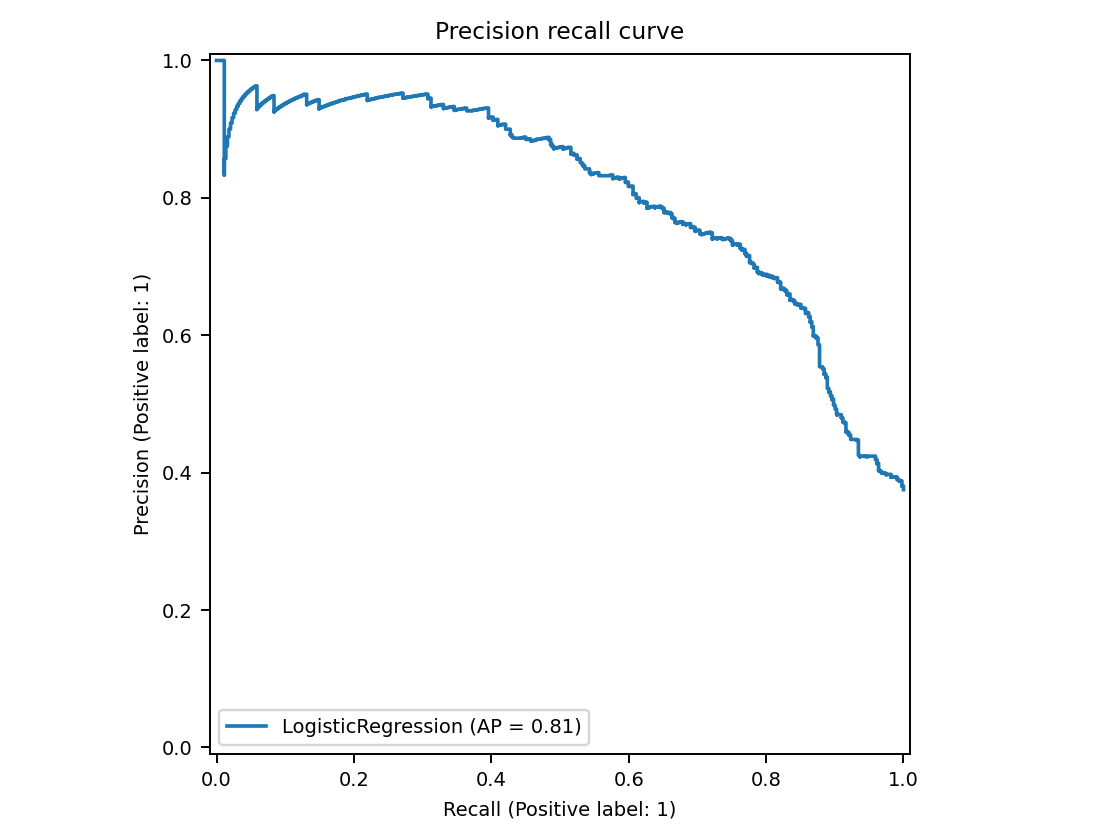 Precision recall curve
1.0
0.8
0.6
0.4
0.2
0.0
Precision (Positive label: 1)
LogisticRegression (AP = 0.81)
0.0 0.2 0.4 0.6 0.8 1.0
Recall (Positive label: 1)